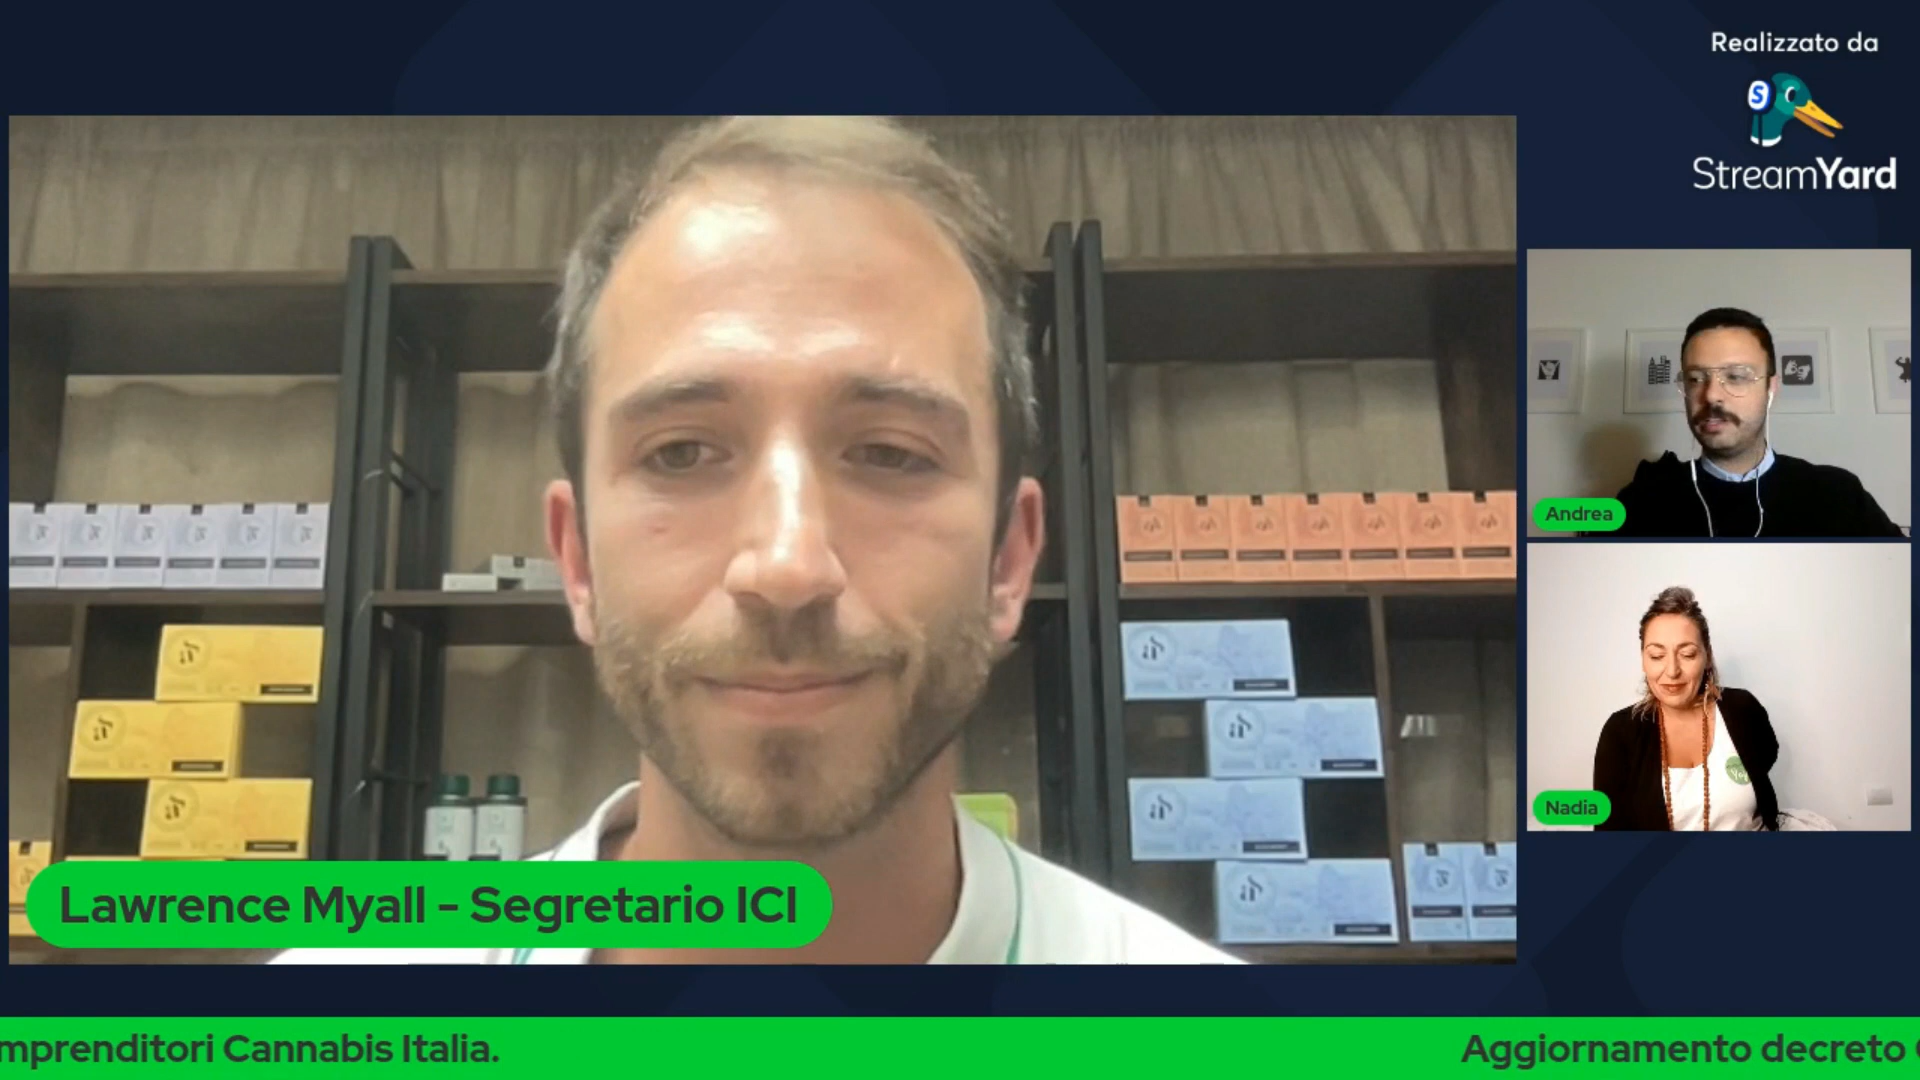 Realizzato da
S
StreamYard
Andrea
Nadia
Lawrence Myall - Segretario ICI
mprenditori Cannabis Italia.
Aggiornamento decreto